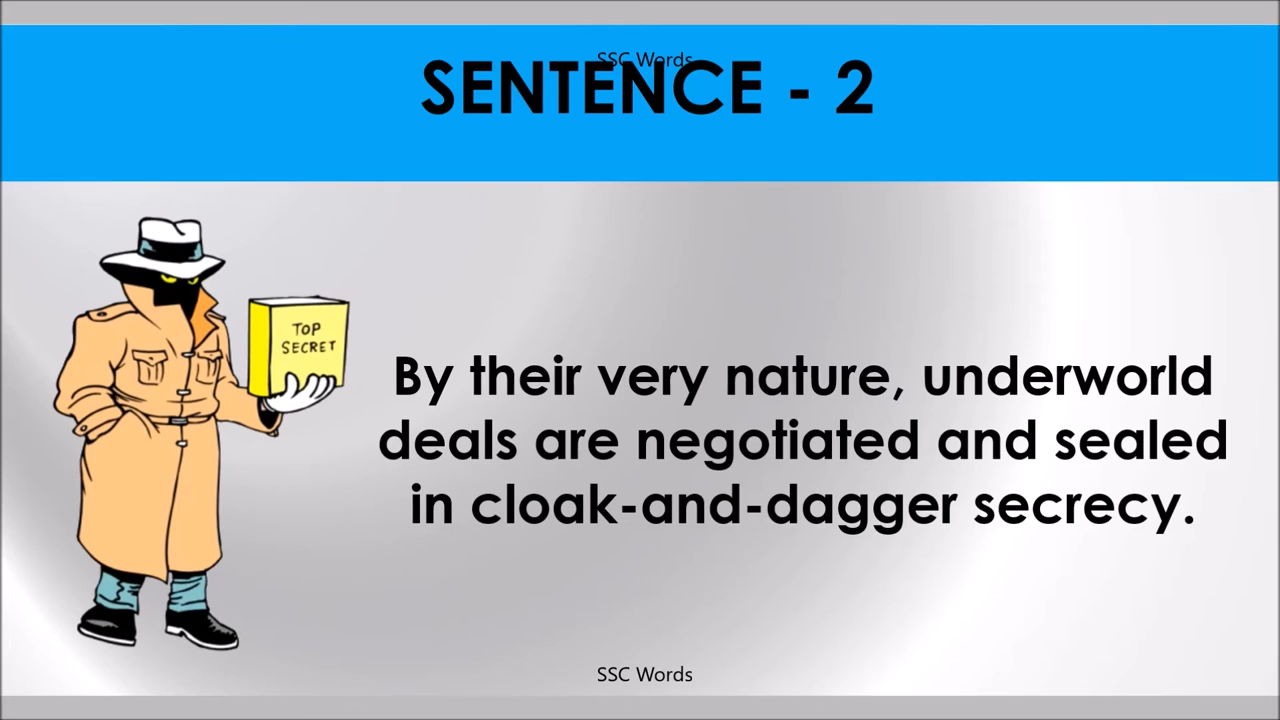 SSC Words
SENTENCE - 2
TOP
SECRET
By their very nature, underworld
deals are negotiated and sealed
in cloak-and-dagger secrecy.
SSC Words